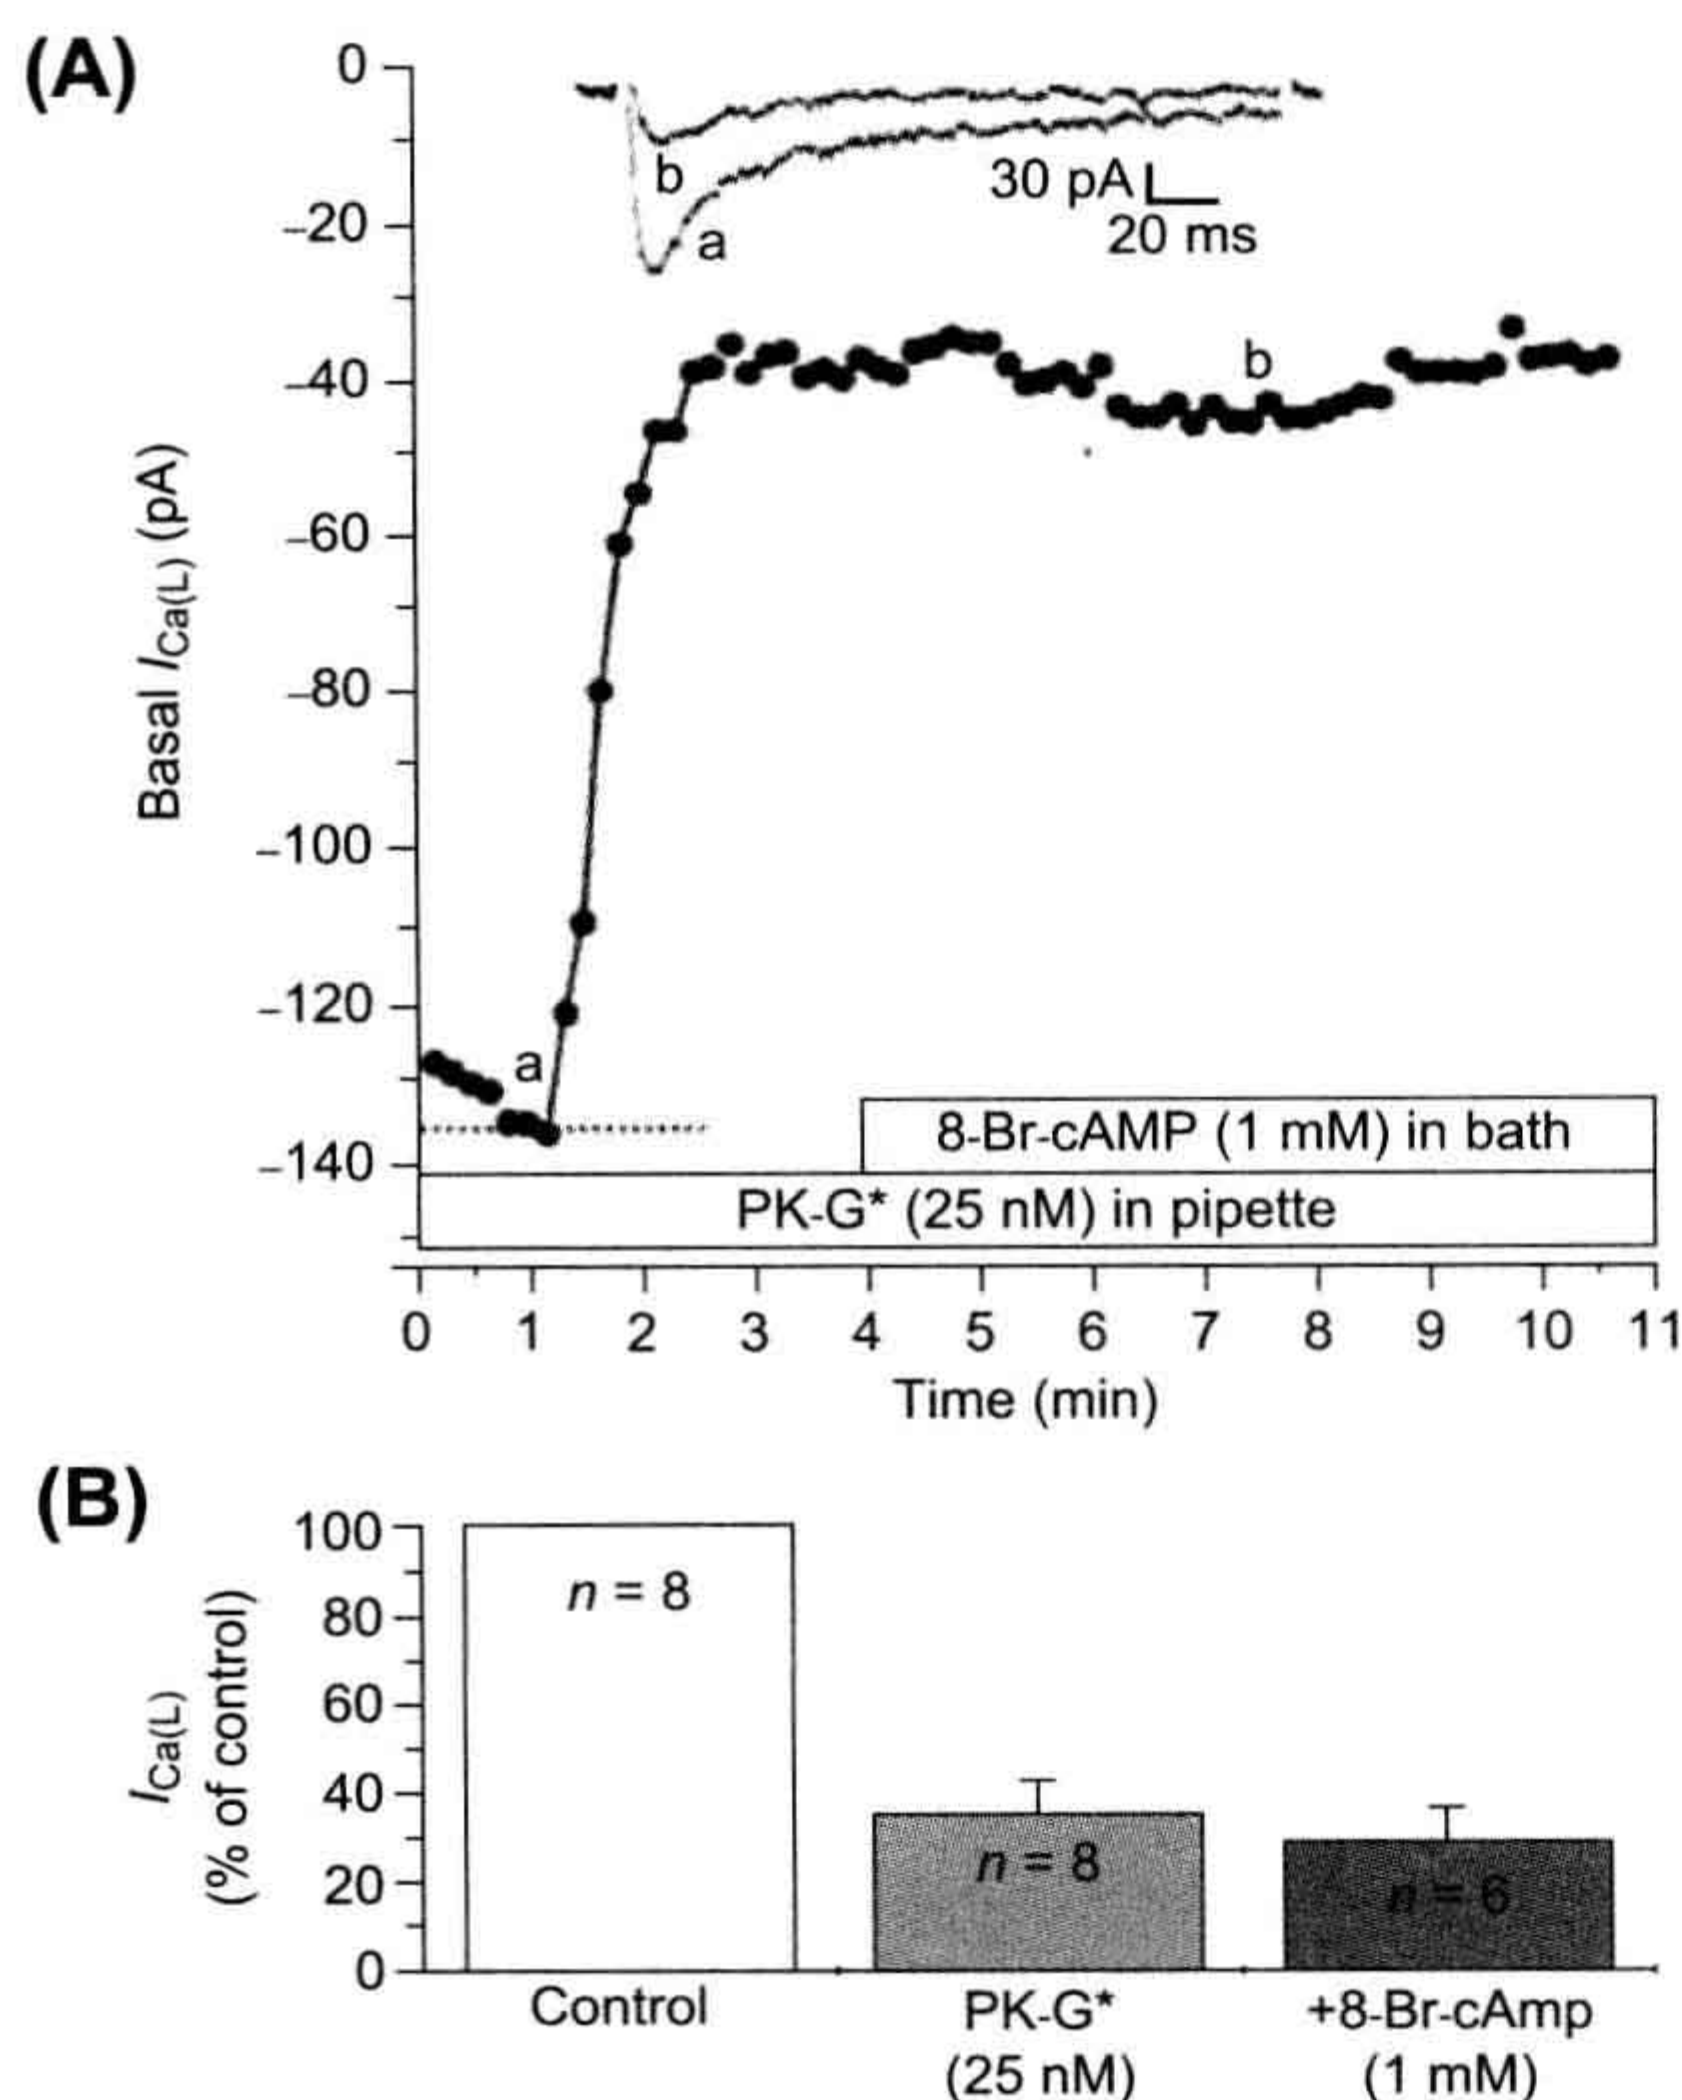 (A)
0
–20
–40
–60
–80
–100
–120
–140
Basal ICa(L) (pA)
b
a
30 pA
20 ms
b
a
8-Br-cAMP (1 mM) in bath
PK-G* (25 nM) in pipette
0 1 2 3 4 5 6 7 8 9 10 11
Time (min)
(B)
100
80
60
40
20
0
ICa(L)
(% of control)
n = 8
n = 8
n = 6
Control PK-G* +8-Br-cAmp
(25 nM) (1 mM)